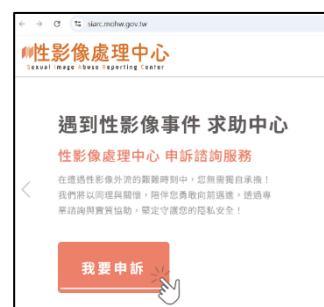 siarc.mohw.gov.tw
性影像處理中心
Sexual Image Abuse Reporting Center
遇到性影像事件 求助中心
性影像處理中心 申訴諮詢服務
在遭遇性影像外流的艱難時刻中，您無需獨自承擔！
我們將以同理與關懷，陪伴您勇敢向前邁進，透過專
業諮詢與實質協助，堅定守護您的隱私安全！
我要申訴